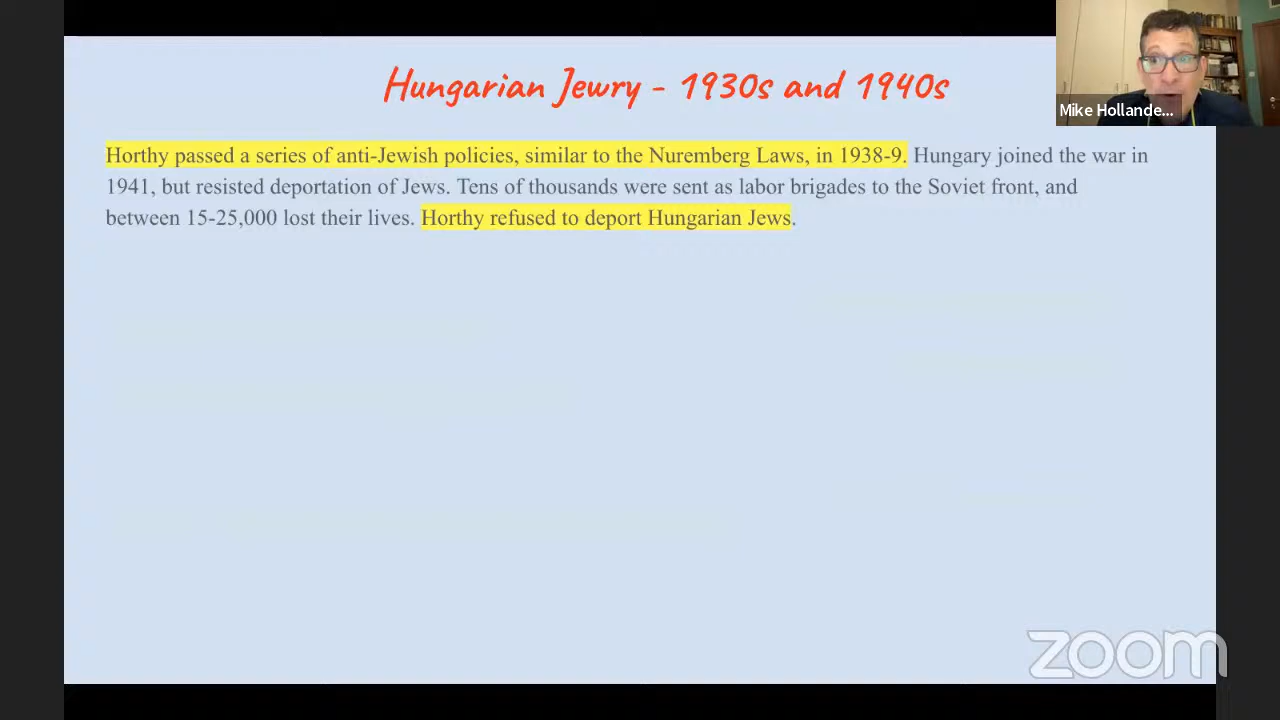 Hungarian Jewry - 1930s and 1940s
Mike Hollande...
Horthy passed a series of anti-Jewish policies, similar to the Nuremberg Laws, in 1938-9. Hungary joined the war in
1941, but resisted deportation of Jews. Tens of thousands were sent as labor brigades to the Soviet front, and
between 15-25,000 lost their lives. Horthy refused to deport Hungarian Jews.
zoom